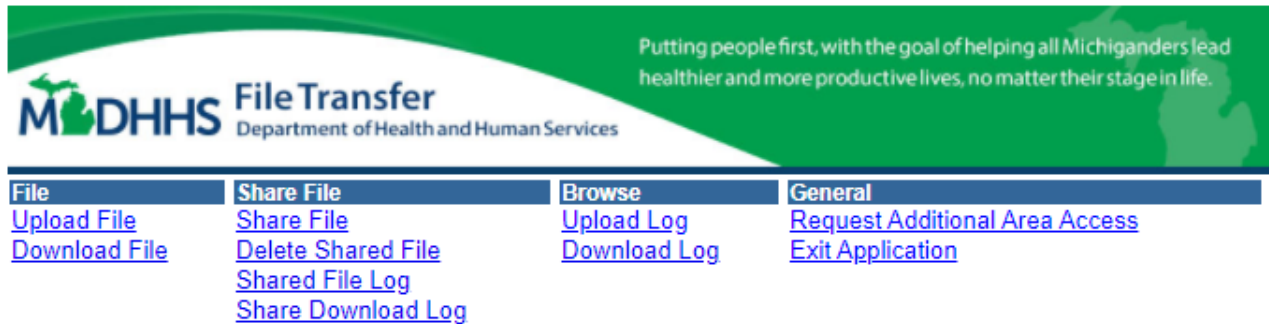 Putting people first, with the goal of helping all Michiganders lead
healthier and more productive lives, no matter their stage in life.
MDHHS File Transfer
Department of Health and Human Services
File Share File Browse General
Upload File Share File Upload Log Request Additional Area Access
Download File Delete Shared File Download Log Exit Application
Shared File Log
Share Download Log